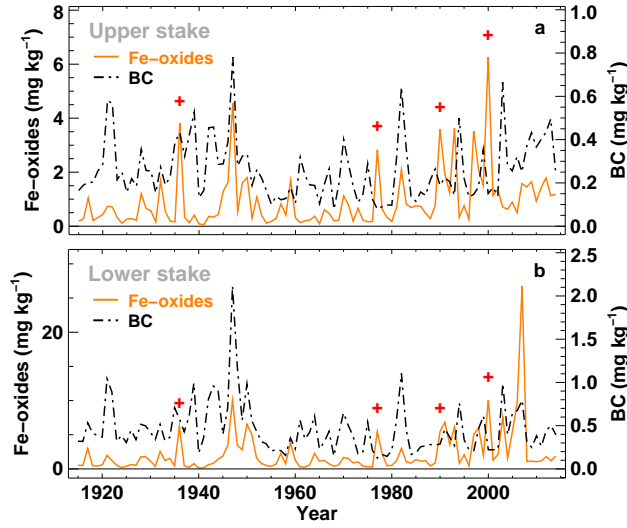 Upper stake
a
Fe-oxides
BC
Fe-oxides (mg kg⁻¹)
BC (mg kg⁻¹)
8
6
4
2
0
1.0
0.8
0.6
0.4
0.2
0.0
Lower stake
b
Fe-oxides
BC
Fe-oxides (mg kg⁻¹)
BC (mg kg⁻¹)
20
10
0
2.5
2.0
1.5
1.0
0.5
0.0
1920 1940 1960 1980 2000
Year